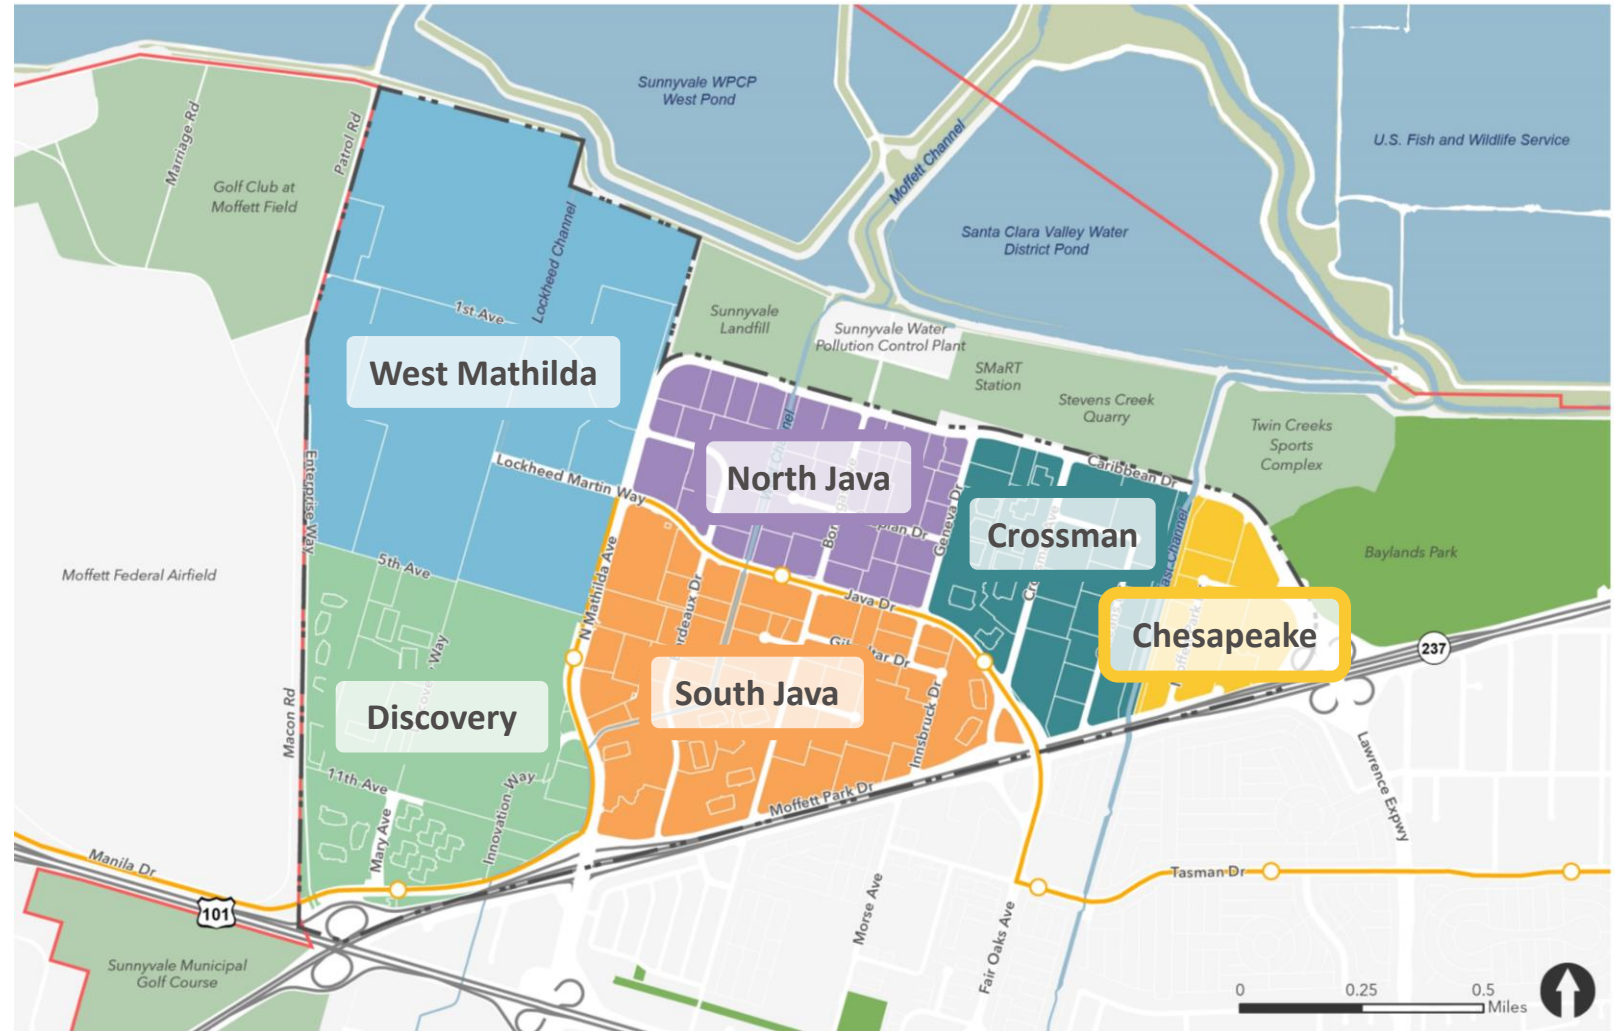 Sunnyvale WPCP
West Pond
U.S. Fish and Wildlife Service
Marriage Rd
Patrol Rd
Moffett Channel
Golf Club at
Moffett Field
Santa Clara Valley Water
District Pond
Lockheed Channel
1st Ave
Sunnyvale
Landfill
Sunnyvale Water
Pollution Control Plant
West Mathilda
SMaRT
Station
Stevens Creek
Quarry
Twin Creeks
Sports
Complex
Lockheed Martin Way
North Java
Caribbean Dr
Enterprise Way
Geneva Dr
Crossman
5th Ave
Moffett Federal Airfield
Baylands Park
N Mathilda Ave
Java Dr
Chesapeake
237
South Java
Discovery
Innsbruck Dr
Macon Rd
11th Ave
Innovation Way
Moffett Park Dr
Lawrence Expwy
Mary Ave
Manila Dr
Tasman Dr
101
Morse Ave
Fair Oaks Ave
Sunnyvale Municipal
Golf Course
0 0.25 0.5
Miles